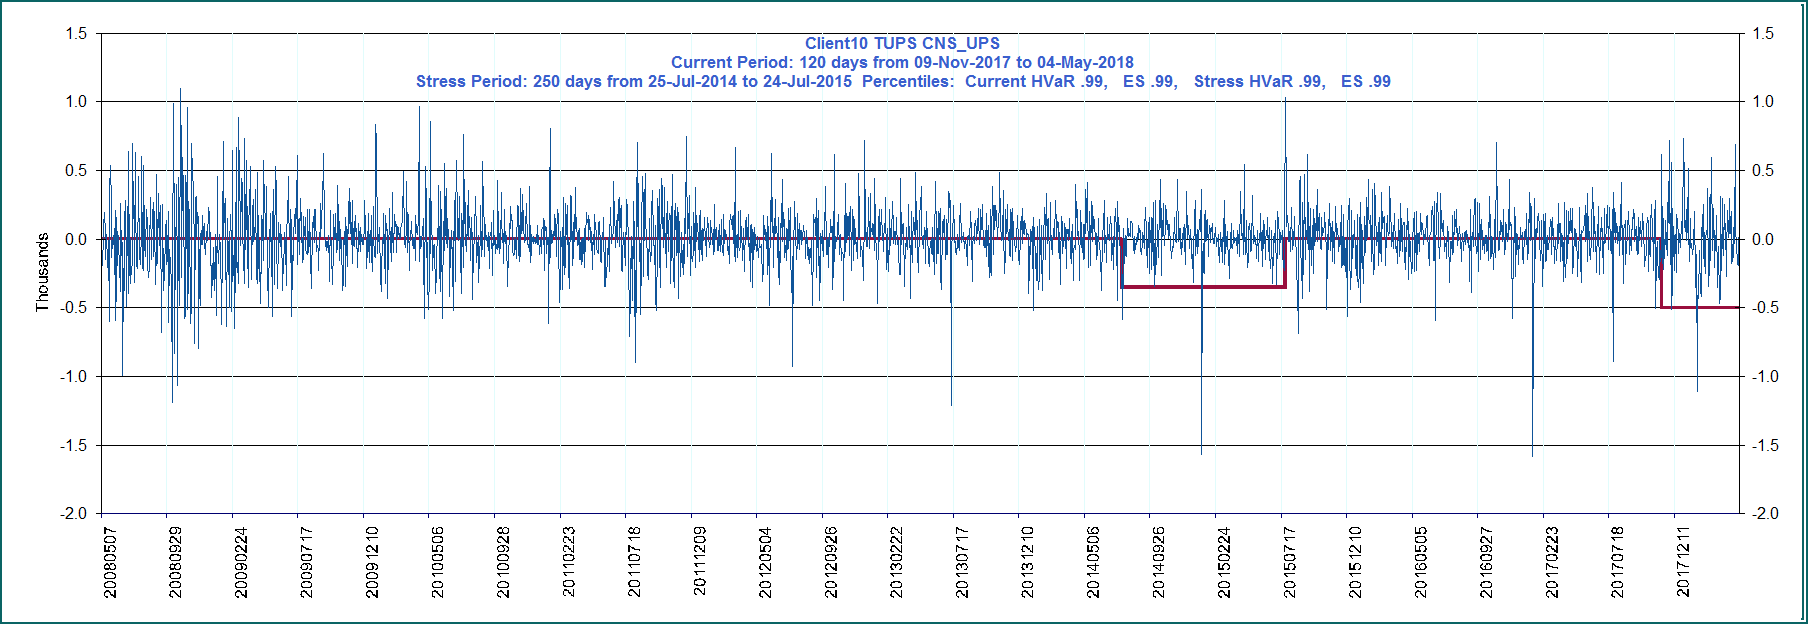 Client10 TUPS CNS_UPS
Current Period: 120 days from 09-Nov-2017 to 04-May-2018
Stress Period: 250 days from 25-Jul-2014 to 24-Jul-2015  Percentiles:  Current HVaR .99,   ES .99,   Stress HVaR .99,   ES .99
1.5 1.5
1.0 1.0
0.5 0.5
0.0 0.0
-0.5 -0.5
-1.0 -1.0
-1.5 -1.5
-2.0 -2.0
Thousands
20080507 20080929 20090224 20090717 20091210 20100506 20100928 20110223 20110718 20111209 20120504 20120926 20130222 20130717 20131210 20140506 20140926 20150224 20150717 20151210 20160505 20160927 20170223 20170718 20171211